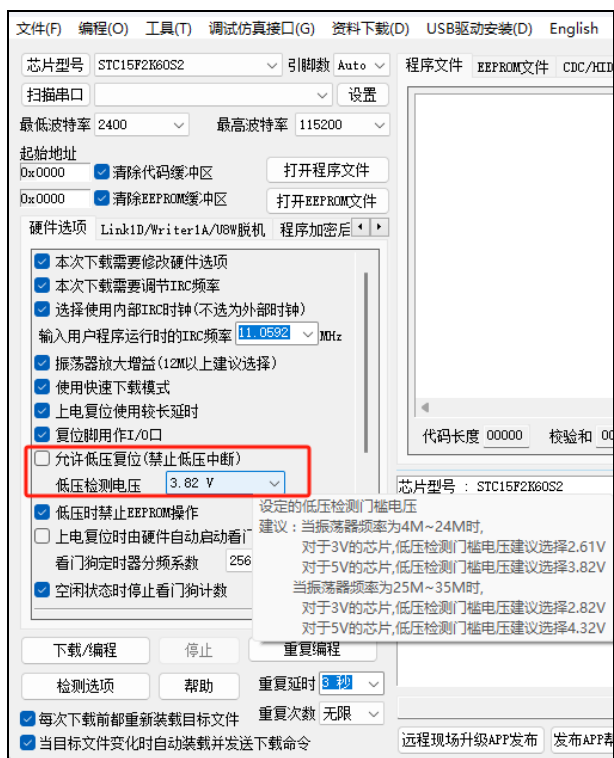 文件(F) 编程(O) 工具(T) 调试仿真接口(G) 资料下载(D) USB驱动安装(D) English
芯片型号 STC15F2K60S2 引脚数 Auto
扫描串口 设置
最低波特率 2400 最高波特率 115200
起始地址
0x0000 清除代码缓冲区 打开程序文件
0x0000 清除EEPROM缓冲区 打开EEPROM文件
硬件选项 Link1D/Writer1A/U8W脱机 程序加密后
本次下载需要修改硬件选项
本次下载需要调节IRC频率
选择使用内部IRC时钟(不选为外部时钟)
输入用户程序运行时的IRC频率 11.0592 MHz
振荡器放大增益(12M以上建议选择)
使用快速下载模式
上电复位使用较长延时
复位脚用作I/O口
允许低压复位(禁止低压中断)
低压检测电压 3.82 V
低压时禁止EEPROM操作
上电复位时由硬件自动启动看门
看门狗定时器分频系数 256
空闲状态时停止看门狗计数
下载/编程 停止 重复编程
检测选项 帮助 重复延时 3 秒
每次下载前都重新装载目标文件 重复次数 无限
当目标文件变化时自动装载并发送下载命令
程序文件 EEPROM文件 CDC/HID
代码长度 00000 校验和 00
芯片型号 : STC15F2K60S2
设定的低压检测门槛电压
建议 : 当振荡器频率为4M~24M时,
对于3V的芯片,低压检测门槛电压建议选择2.61V
对于5V的芯片,低压检测门槛电压建议选择3.82V
当振荡器频率为25M~35M时,
对于3V的芯片,低压检测门槛电压建议选择2.82V
对于5V的芯片,低压检测门槛电压建议选择4.32V
远程现场升级APP发布 发布APP帮